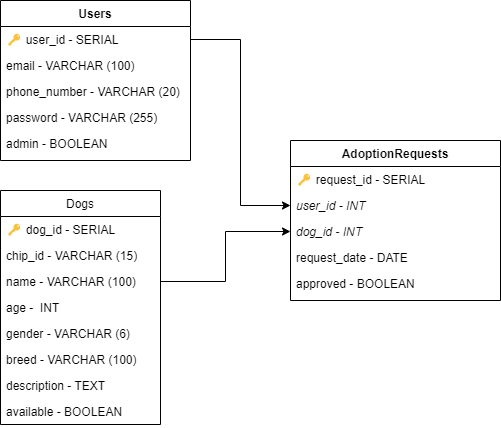 Users
user_id - SERIAL
email - VARCHAR (100)
phone_number - VARCHAR (20)
password - VARCHAR (255)
admin - BOOLEAN
Dogs
dog_id - SERIAL
chip_id - VARCHAR (15)
name - VARCHAR (100)
age -  INT
gender - VARCHAR (6)
breed - VARCHAR (100)
description - TEXT
available - BOOLEAN
AdoptionRequests
request_id - SERIAL
user_id - INT
dog_id - INT
request_date - DATE
approved - BOOLEAN